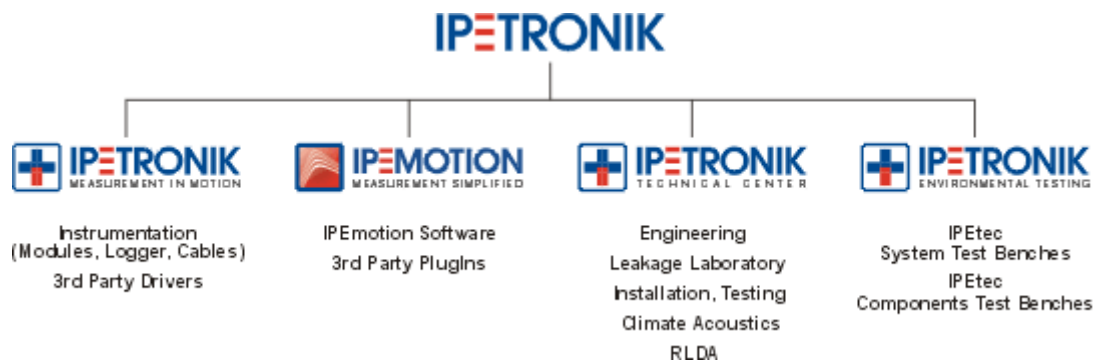 IPETRONIK
IPETRONIK
MEASUREMENT IN MOTION
Instrumentation
(Modules, Logger, Cables)
3rd Party Drivers
IPEMOTION
MEASUREMENT SIMPLIFIED
IPEmotion Software
3rd Party PlugIns
IPETRONIK
TECHNICAL CENTER
Engineering
Leakage Laboratory
Installation, Testing
Climate Acoustics
RLDA
IPETRONIK
ENVIRONMENTAL TESTING
IPEtec
System Test Benches
IPEtec
Components Test Benches